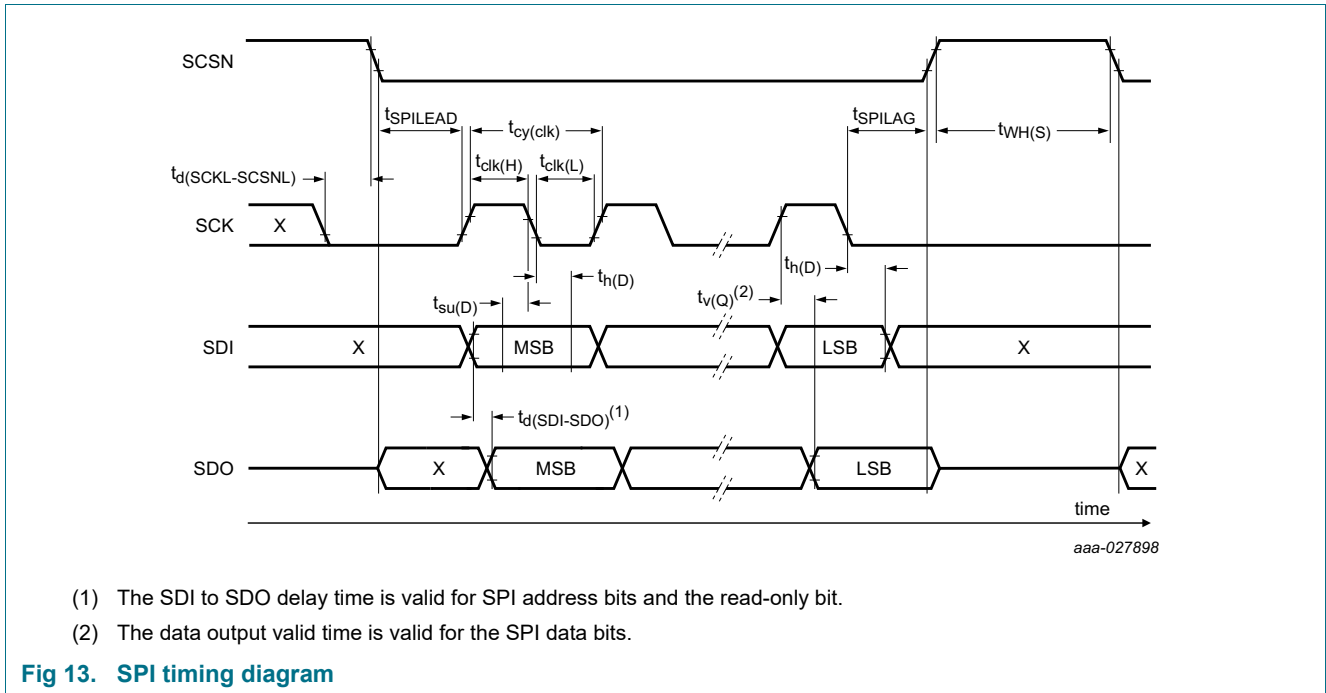 SCSN
tSPILEAD
tcy(clk)
tSPILAG
tWH(S)
tclk(H)
tclk(L)
td(SCKL-SCSNL)
SCK
X
th(D)
th(D)
tsu(D)
tv(Q)(2)
SDI
X
MSB
LSB
X
td(SDI-SDO)(1)
SDO
X
MSB
LSB
X
time
aaa-027898
(1) The SDI to SDO delay time is valid for SPI address bits and the read-only bit.
(2) The data output valid time is valid for the SPI data bits.
Fig 13. SPI timing diagram